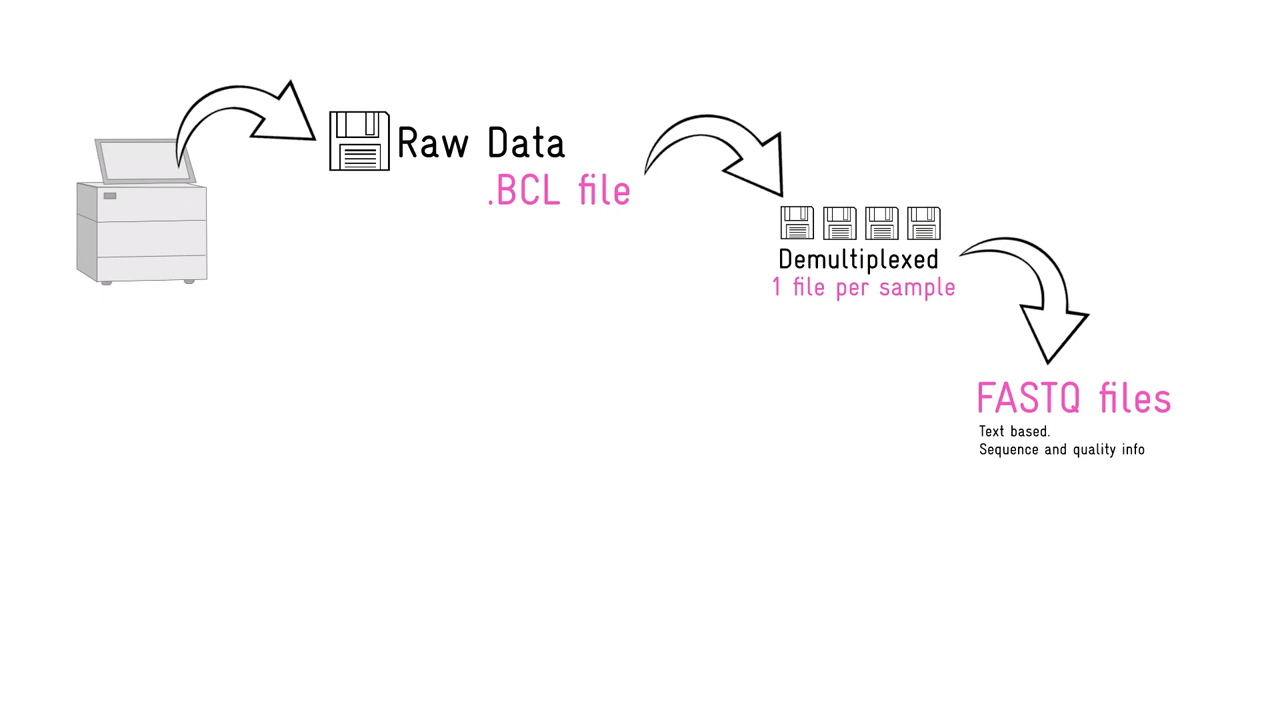 Raw Data
.BCL file
Demultiplexed
1 file per sample
FASTQ files
Text based.
Sequence and quality info